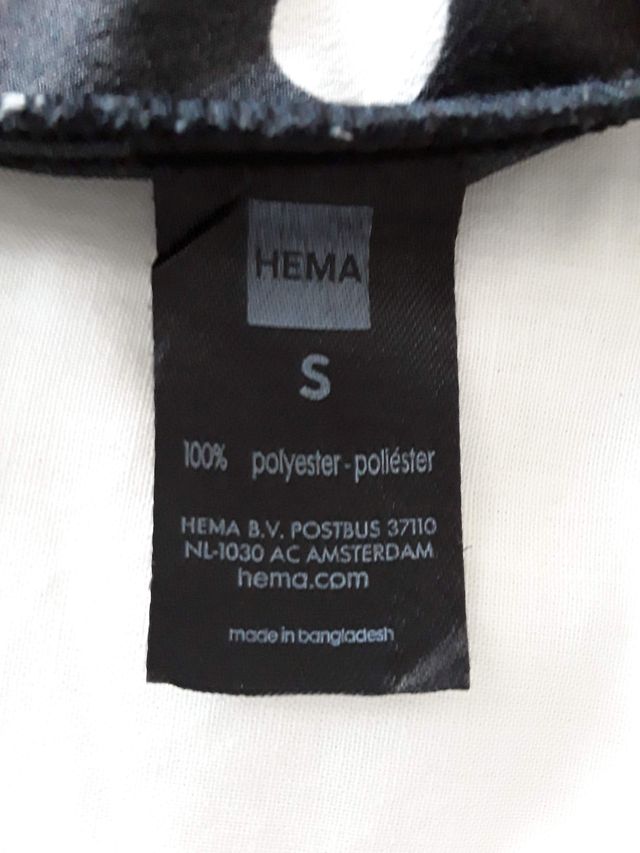 HEMA
S
100% polyester-poliéster
HEMA B.V. POSTBUS 37110
NL-1030 AC AMSTERDAM
hema.com
made in bangladesh